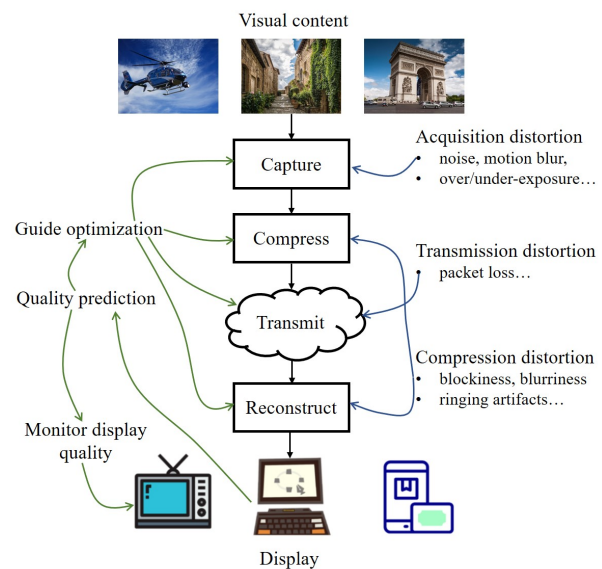 Visual content
Capture
Acquisition distortion
• noise, motion blur,
• over/under-exposure…
Guide optimization
Compress
Transmission distortion
• packet loss…
Quality prediction
Transmit
Compression distortion
• blockiness, blurriness
• ringing artifacts…
Reconstruct
Monitor display
quality
Display